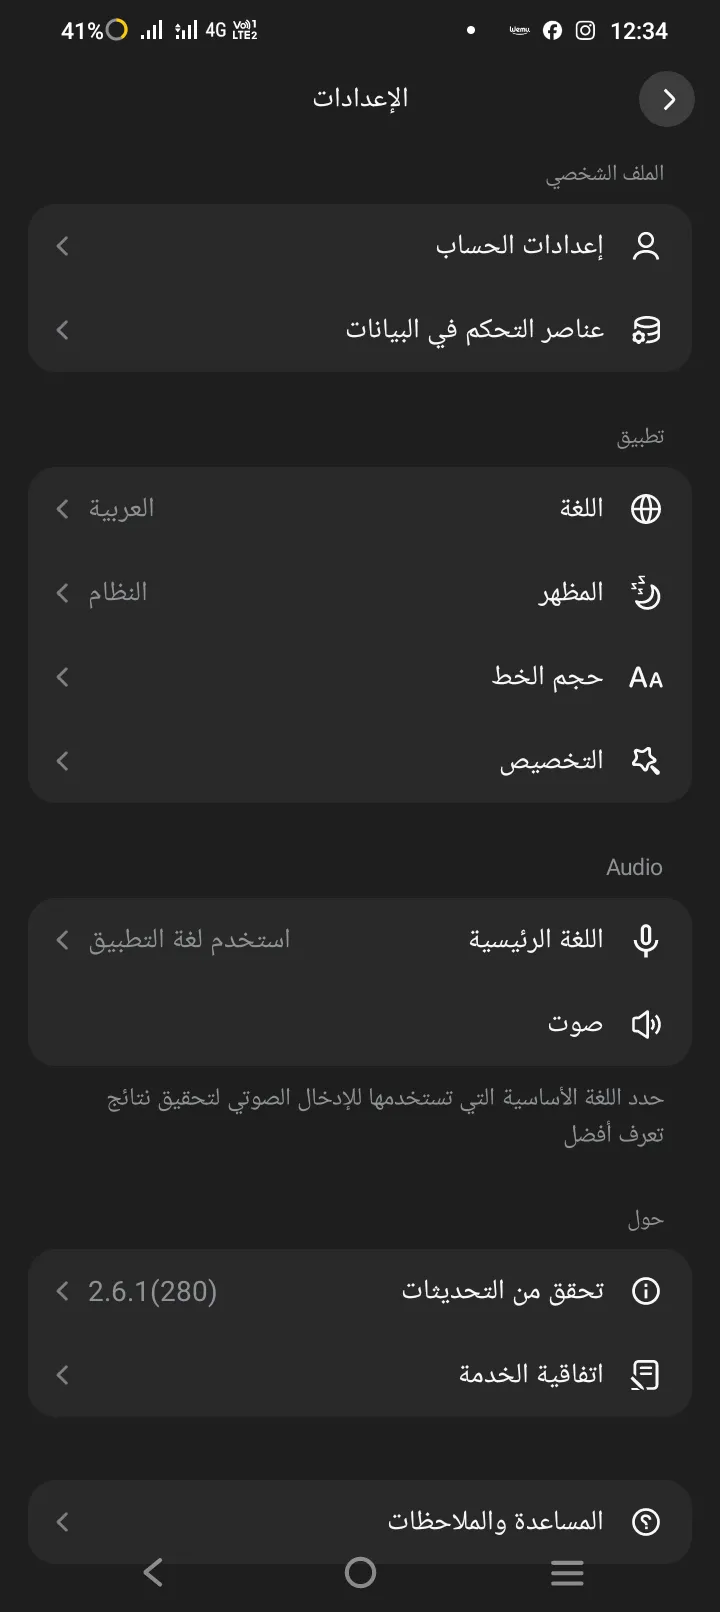 41% 4G VoLTE2 12:34
الإعدادات
الملف الشخصي
إعدادات الحساب
عناصر التحكم في البيانات
تطبيق
اللغة العربية
المظهر النظام
حجم الخط
التخصيص
Audio
اللغة الرئيسية استخدم لغة التطبيق
صوت
حدد اللغة الأساسية التي تستخدمها للإدخال الصوتي لتحقيق نتائج
تعرف أفضل
حول
تحقق من التحديثات 2.6.1(280)
اتفاقية الخدمة
المساعدة والملاحظات